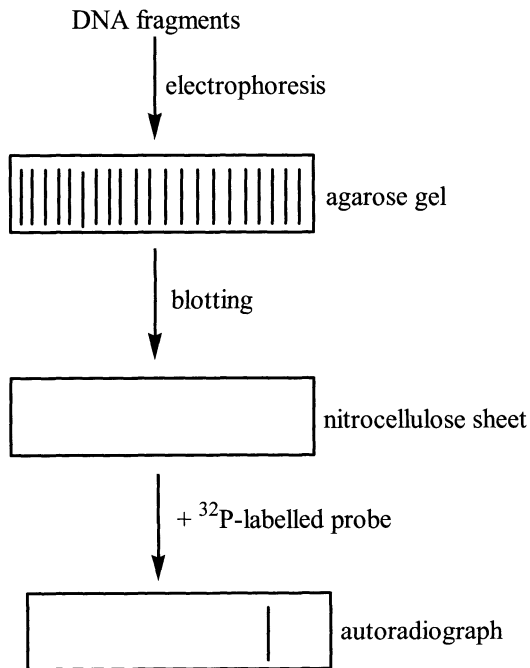 DNA fragments
electrophoresis
agarose gel
blotting
nitrocellulose sheet
+ ³²P-labelled probe
autoradiograph